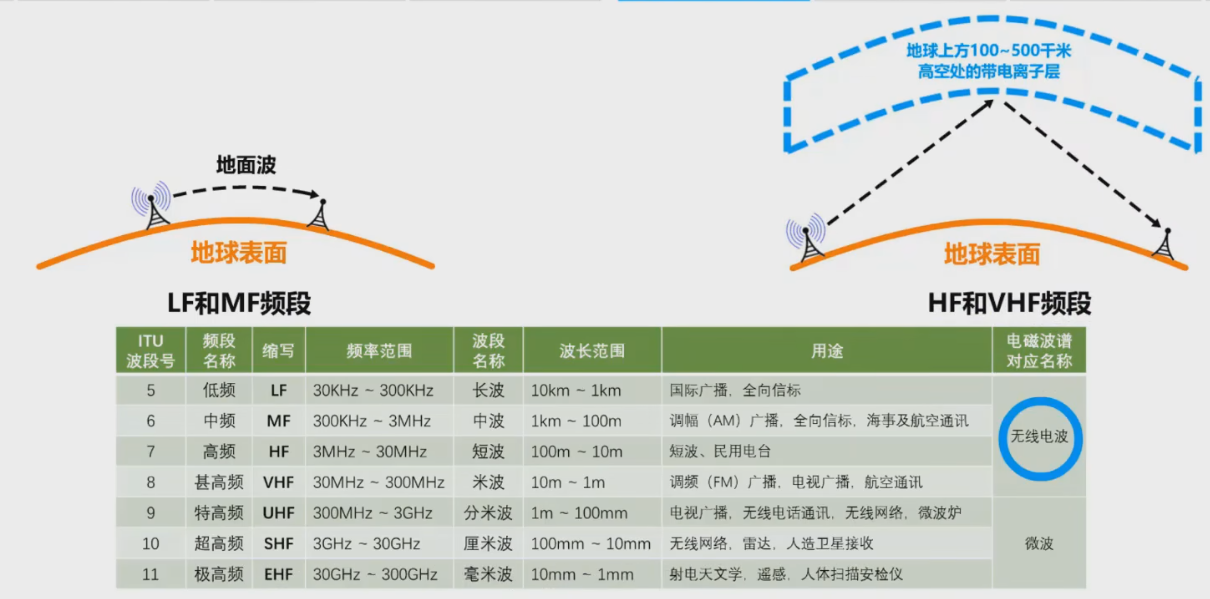 地球上方100~500千米
高空处的带电离子层
地面波
地球表面
地球表面
LF和MF频段
HF和VHF频段
ITU 波段号 频段名称 缩写 频率范围 波段名称 波长范围 用途 电磁波谱对应名称
5 低频 LF 30KHz ~ 300KHz 长波 10km ~ 1km 国际广播，全向信标
6 中频 MF 300KHz ~ 3MHz 中波 1km ~ 100m 调幅（AM）广播，全向信标，海事及航空通讯
无线电波
7 高频 HF 3MHz ~ 30MHz 短波 100m ~ 10m 短波、民用电台
8 甚高频 VHF 30MHz ~ 300MHz 米波 10m ~ 1m 调频（FM）广播，电视广播，航空通讯
9 特高频 UHF 300MHz ~ 3GHz 分米波 1m ~ 100mm 电视广播，无线电话通讯，无线网络，微波炉
10 超高频 SHF 3GHz ~ 30GHz 厘米波 100mm ~ 10mm 无线网络，雷达，人造卫星接收 微波
11 极高频 EHF 30GHz ~ 300GHz 毫米波 10mm ~ 1mm 射电天文学，遥感，人体扫描安检仪